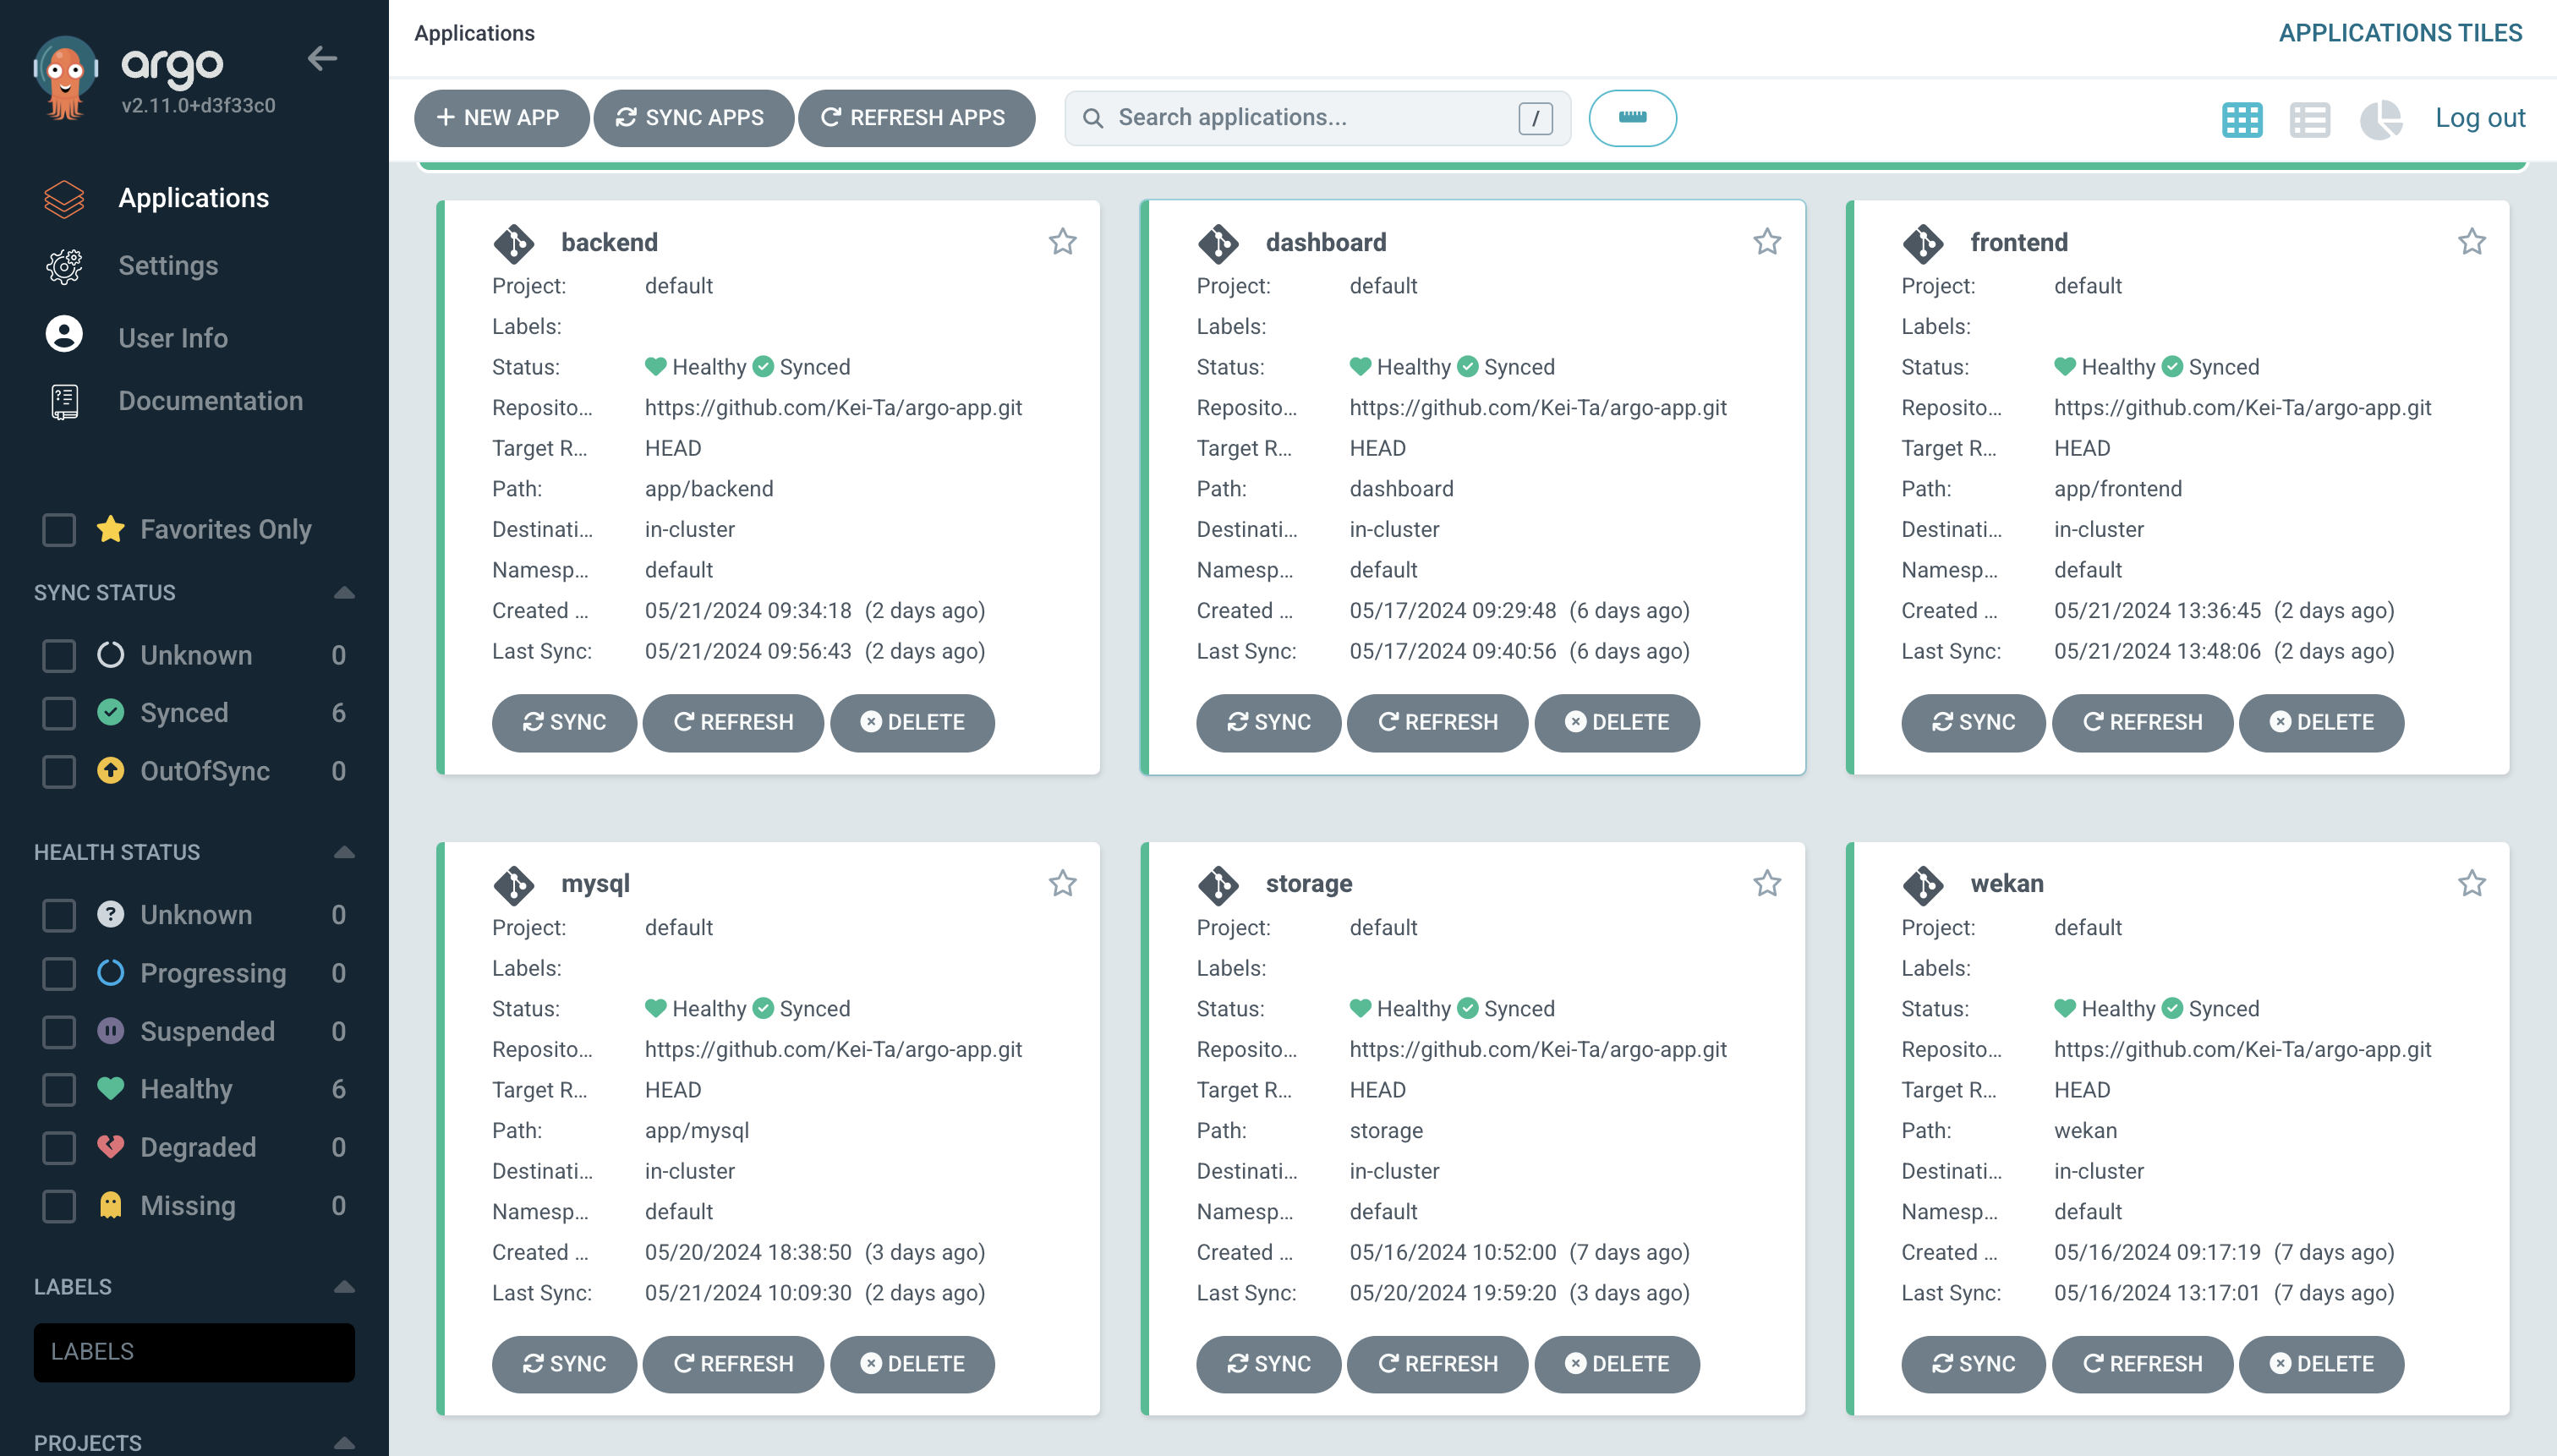 argo
v2.11.0+d3f33c0
Applications
Settings
User Info
Documentation
Favorites Only
SYNC STATUS
Unknown 0
Synced 6
OutOfSync 0
HEALTH STATUS
Unknown 0
Progressing 0
Suspended 0
Healthy 6
Degraded 0
Missing 0
LABELS
LABELS
PROJECTS
Applications
APPLICATIONS TILES
NEW APP SYNC APPS REFRESH APPS Search applications... / Log out
backend
Project: default
Labels:
Status: Healthy Synced
Reposito... https://github.com/Kei-Ta/argo-app.git
Target R... HEAD
Path: app/backend
Destinati... in-cluster
Namesp... default
Created ... 05/21/2024 09:34:18 (2 days ago)
Last Sync: 05/21/2024 09:56:43 (2 days ago)
SYNC REFRESH DELETE
dashboard
Project: default
Labels:
Status: Healthy Synced
Reposito... https://github.com/Kei-Ta/argo-app.git
Target R... HEAD
Path: dashboard
Destinati... in-cluster
Namesp... default
Created ... 05/17/2024 09:29:48 (6 days ago)
Last Sync: 05/17/2024 09:40:56 (6 days ago)
SYNC REFRESH DELETE
frontend
Project: default
Labels:
Status: Healthy Synced
Reposito... https://github.com/Kei-Ta/argo-app.git
Target R... HEAD
Path: app/frontend
Destinati... in-cluster
Namesp... default
Created ... 05/21/2024 13:36:45 (2 days ago)
Last Sync: 05/21/2024 13:48:06 (2 days ago)
SYNC REFRESH DELETE
mysql
Project: default
Labels:
Status: Healthy Synced
Reposito... https://github.com/Kei-Ta/argo-app.git
Target R... HEAD
Path: app/mysql
Destinati... in-cluster
Namesp... default
Created ... 05/20/2024 18:38:50 (3 days ago)
Last Sync: 05/21/2024 10:09:30 (2 days ago)
SYNC REFRESH DELETE
storage
Project: default
Labels:
Status: Healthy Synced
Reposito... https://github.com/Kei-Ta/argo-app.git
Target R... HEAD
Path: storage
Destinati... in-cluster
Namesp... default
Created ... 05/16/2024 10:52:00 (7 days ago)
Last Sync: 05/20/2024 19:59:20 (3 days ago)
SYNC REFRESH DELETE
wekan
Project: default
Labels:
Status: Healthy Synced
Reposito... https://github.com/Kei-Ta/argo-app.git
Target R... HEAD
Path: wekan
Destinati... in-cluster
Namesp... default
Created ... 05/16/2024 09:17:19 (7 days ago)
Last Sync: 05/16/2024 13:17:01 (7 days ago)
SYNC REFRESH DELETE